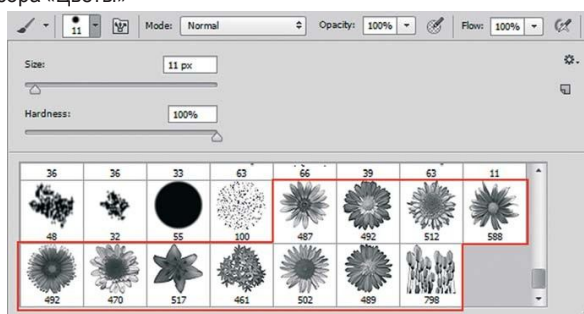 бора «Цветы»
11 Mode: Normal Opacity: 100% Flow: 100%
Size: 11 px
Hardness: 100%
36 36 33 63 66 39 63 11
48 32 55 100 487 492 512 588
492 470 517 461 502 489 798